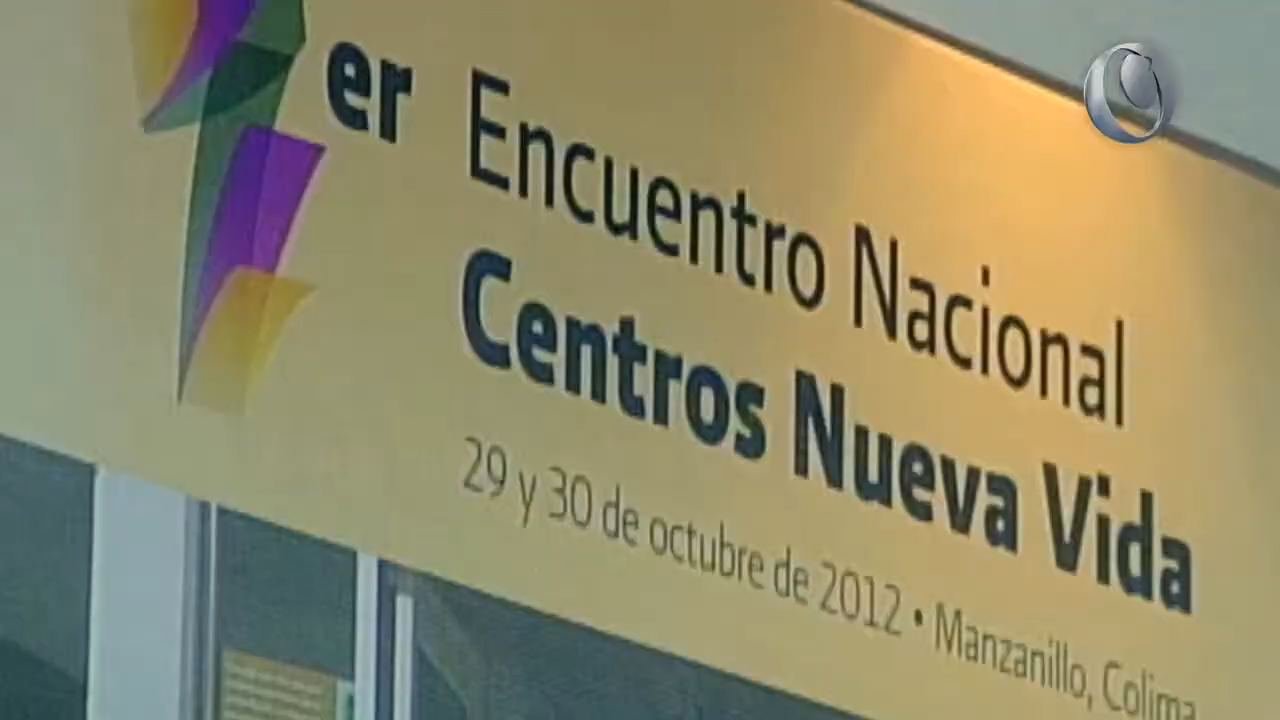 er Encuentro Nacional
Centros Nueva Vida
29 y 30 de octubre de 2012 • Manzanillo, Colima